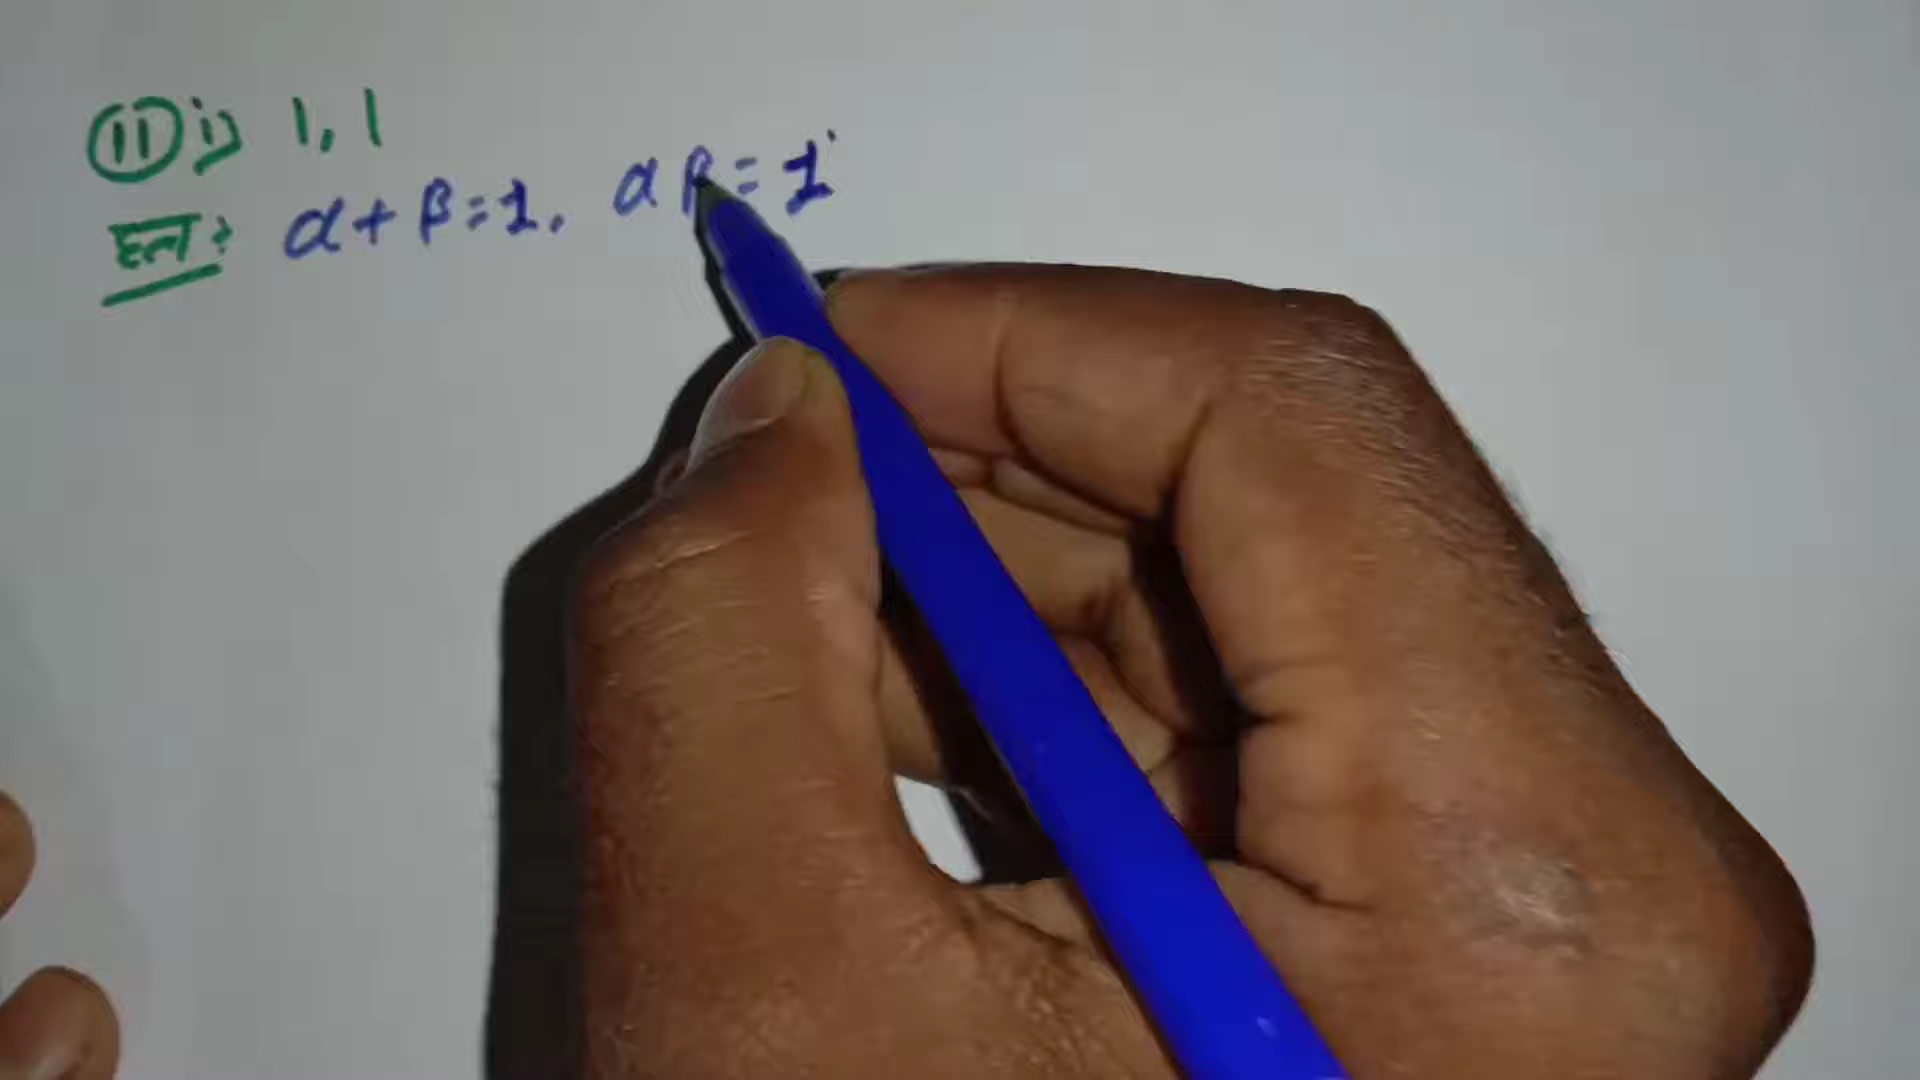 ⑪ i) 1, 1
हल: α + β = 1, αβ = 1